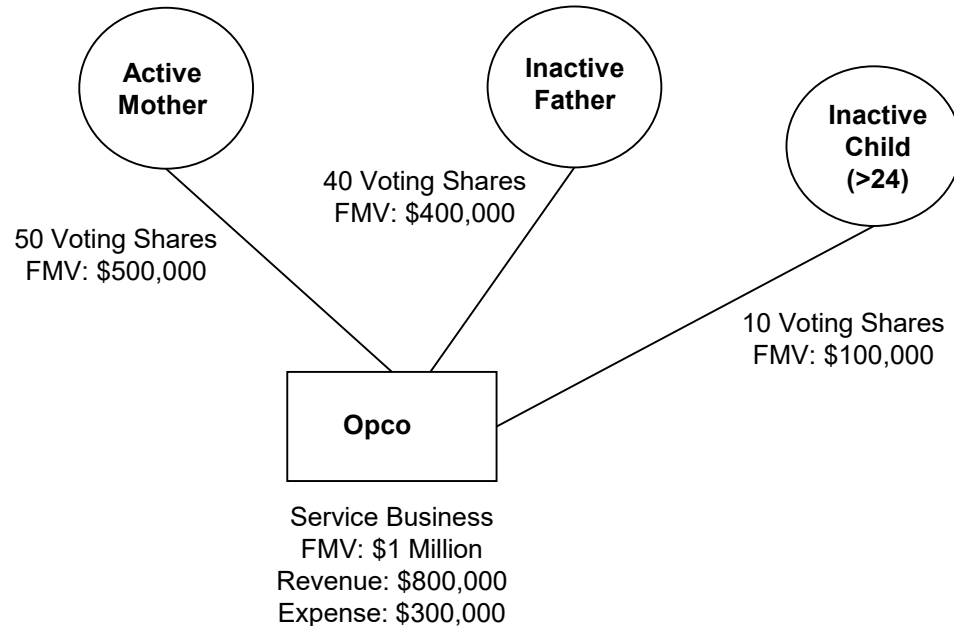 Active
Mother
Inactive
Father
Inactive
Child
(>24)
50 Voting Shares
FMV: $500,000
40 Voting Shares
FMV: $400,000
10 Voting Shares
FMV: $100,000
Opco
Service Business
FMV: $1 Million
Revenue: $800,000
Expense: $300,000